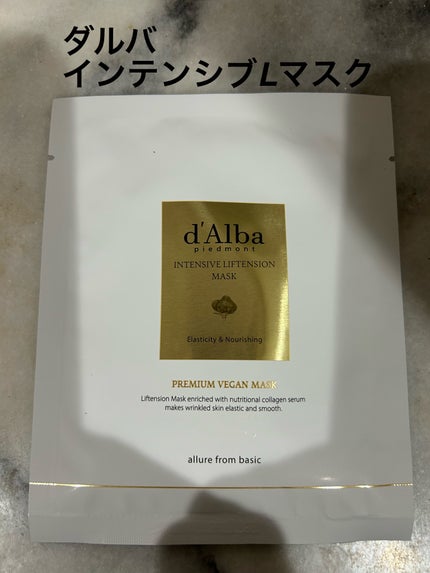 ダルバ
インテンシブLマスク
d'Alba
piedmont
INTENSIVE LIFTENSION
MASK
Elasticity & Nourishing
PREMIUM VEGAN MASK
Liftension Mask enriched with nutritional collagen serum
makes wrinkled skin elastic and smooth.
allure from basic